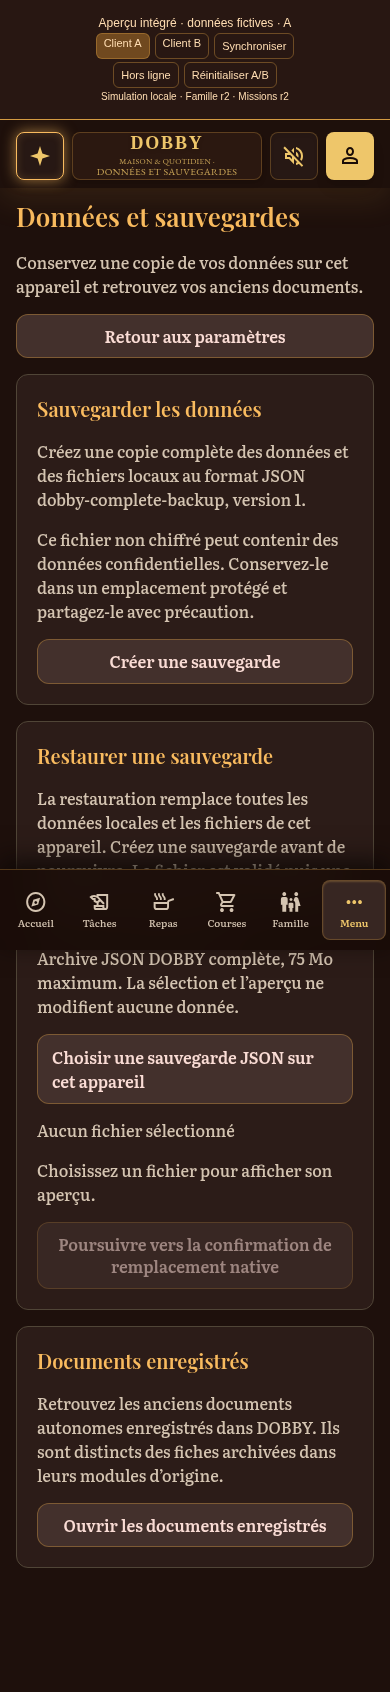 Aperçu intégré · données fictives · A
Client A
Client B
Synchroniser
Hors ligne
Réinitialiser A/B
Simulation locale · Famille r2 · Missions r2
DOBBY
MAISON & QUOTIDIEN ·
DONNÉES ET SAUVEGARDES
Données et sauvegardes
Conservez une copie de vos données sur cet
appareil et retrouvez vos anciens documents.
Retour aux paramètres
Sauvegarder les données
Créez une copie complète des données et
des fichiers locaux au format JSON
dobby-complete-backup, version 1.
Ce fichier non chiffré peut contenir des
données confidentielles. Conservez-le
dans un emplacement protégé et
partagez-le avec précaution.
Créer une sauvegarde
Restaurer une sauvegarde
La restauration remplace toutes les
données locales et les fichiers de cet
appareil. Créez une sauvegarde avant de
Accueil
Tâches
Repas
Courses
Famille
Menu
Archive JSON DOBBY complète, 75 Mo
maximum. La sélection et l’aperçu ne
modifient aucune donnée.
Choisir une sauvegarde JSON sur
cet appareil
Aucun fichier sélectionné
Choisissez un fichier pour afficher son
aperçu.
Poursuivre vers la confirmation de
remplacement native
Documents enregistrés
Retrouvez les anciens documents
autonomes enregistrés dans DOBBY. Ils
sont distincts des fiches archivées dans
leurs modules d’origine.
Ouvrir les documents enregistrés